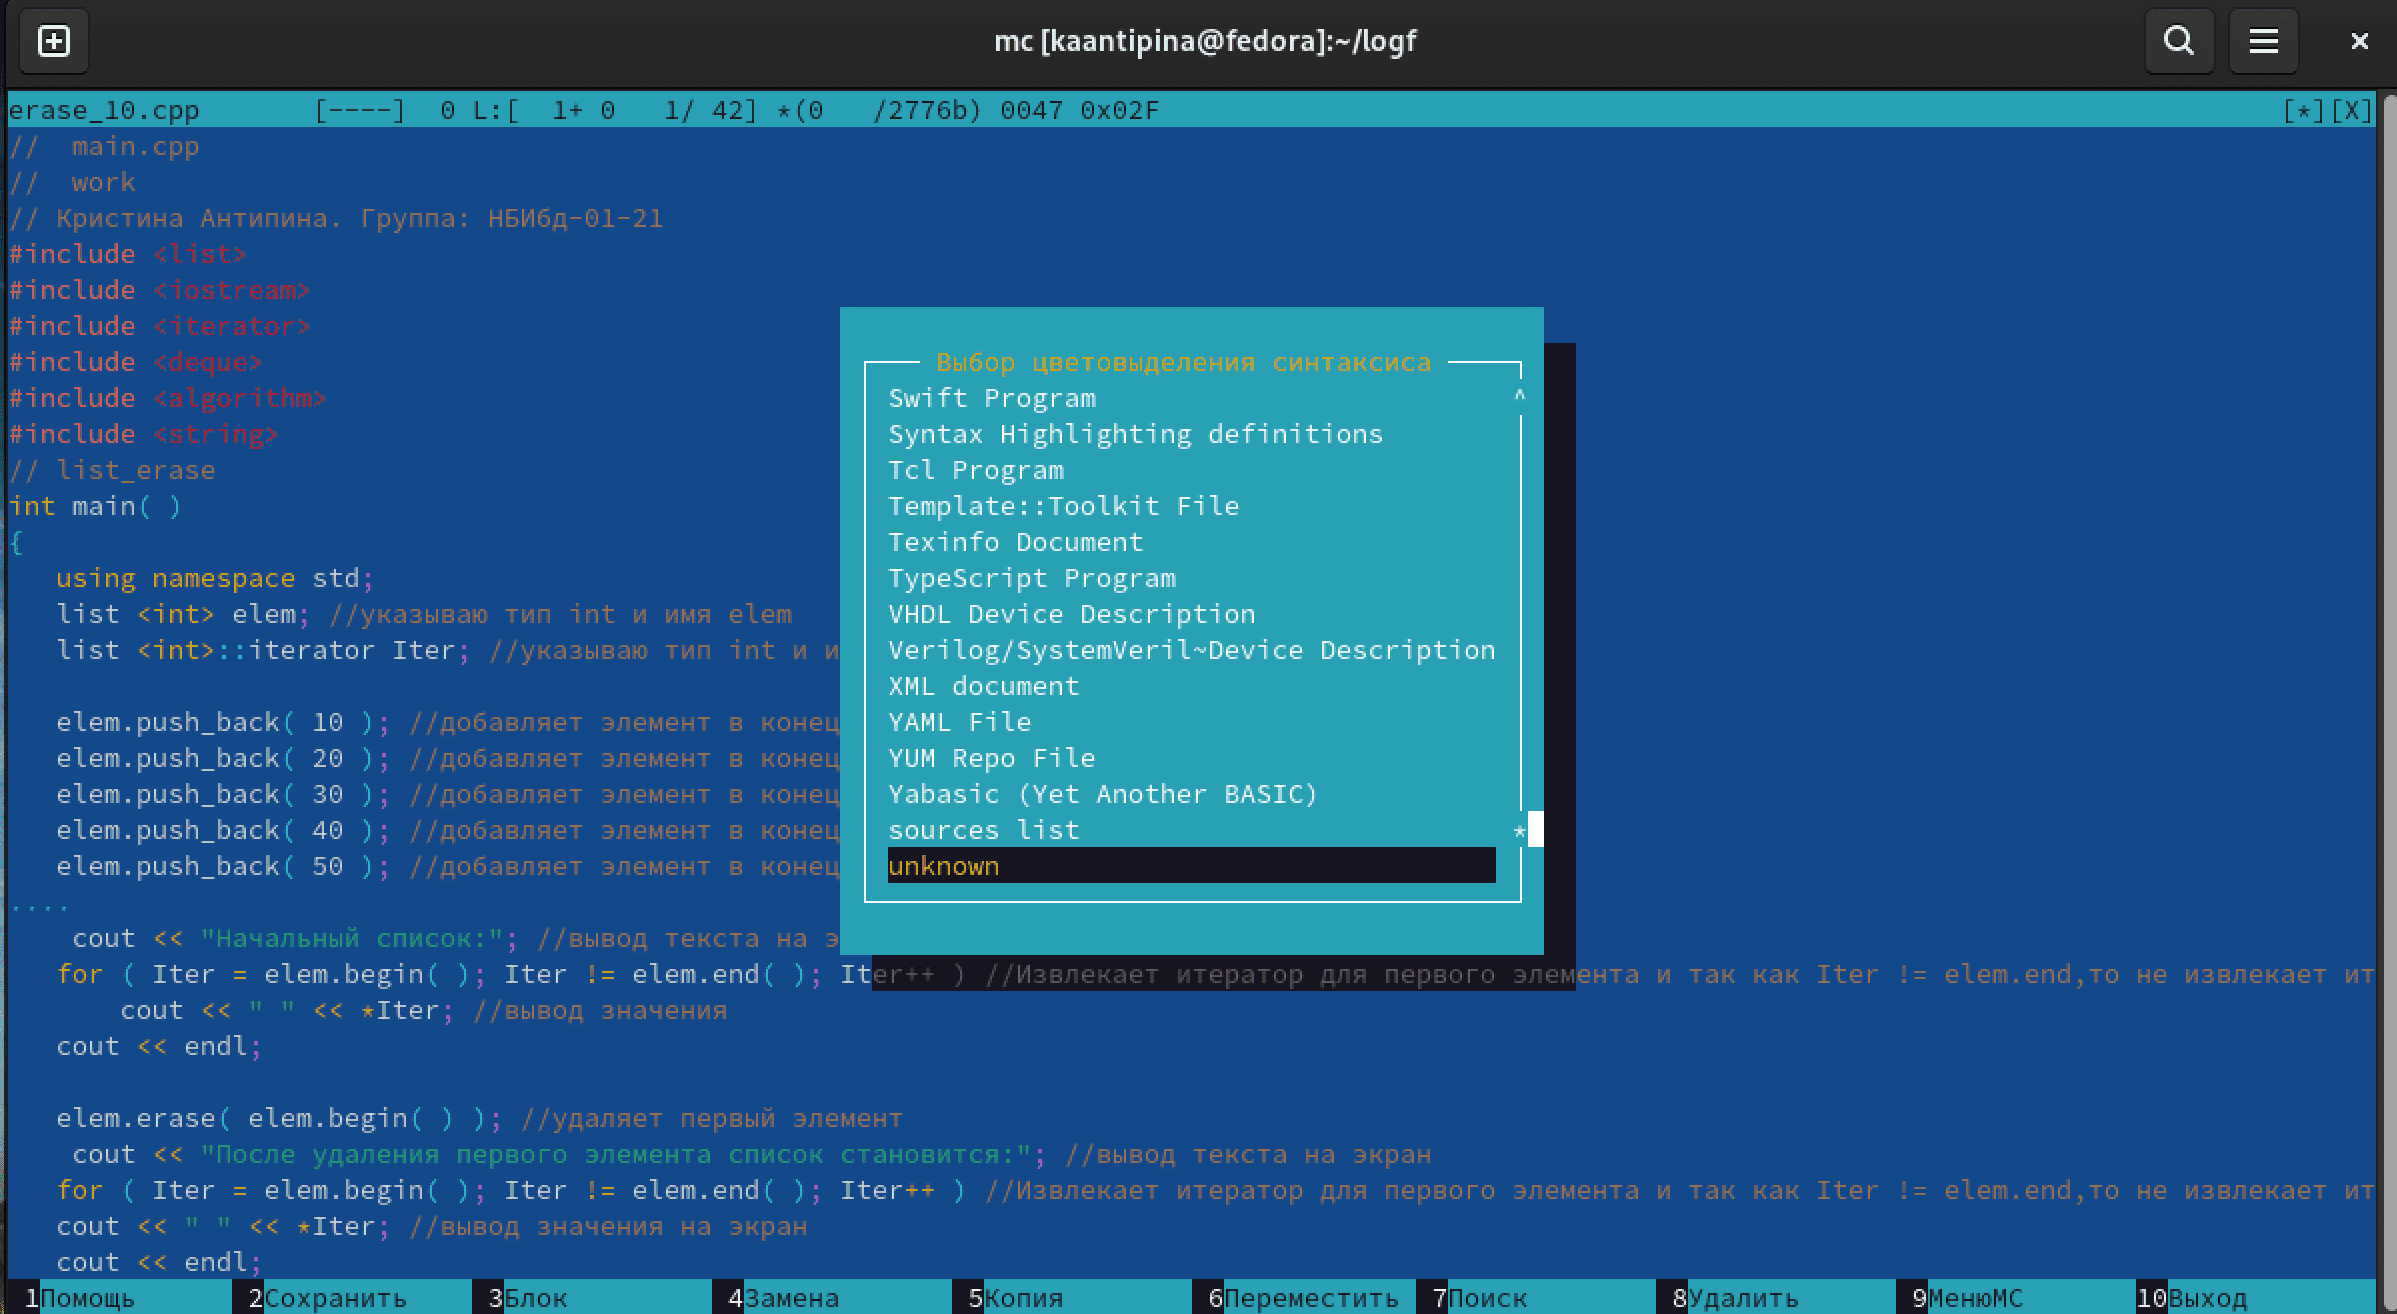 mc [kaantipina@fedora]:~/logf
erase_10.cpp [----] 0 L:[ 1+ 0 1/ 42] *(0 /2776b) 0047 0x02F [*][X]
// main.cpp
// work
// Кристина Антипина. Группа: НБИбд-01-21
#include <list>
#include <iostream>
#include <iterator>
#include <deque>
#include <algorithm>
#include <string>
// list_erase
int main( )
{
using namespace std;
list <int> elem; //указываю тип int и имя elem
list <int>::iterator Iter; //указываю тип int и и
elem.push_back( 10 ); //добавляет элемент в конец
elem.push_back( 20 ); //добавляет элемент в конец
elem.push_back( 30 ); //добавляет элемент в конец
elem.push_back( 40 ); //добавляет элемент в конец
elem.push_back( 50 ); //добавляет элемент в конец
....
cout << "Начальный список:"; //вывод текста на э
for ( Iter = elem.begin( ); Iter != elem.end( ); Iter++ ) //Извлекает итератор для первого элемента и так как Iter != elem.end,то не извлекает ит
cout << " " << *Iter; //вывод значения
cout << endl;
elem.erase( elem.begin( ) ); //удаляет первый элемент
cout << "После удаления первого элемента список становится:"; //вывод текста на экран
for ( Iter = elem.begin( ); Iter != elem.end( ); Iter++ ) //Извлекает итератор для первого элемента и так как Iter != elem.end,то не извлекает ит
cout << " " << *Iter; //вывод значения на экран
cout << endl;
Выбор цветовыделения синтаксиса
Swift Program ^
Syntax Highlighting definitions
Tcl Program
Template::Toolkit File
Texinfo Document
TypeScript Program
VHDL Device Description
Verilog/SystemVeril~Device Description
XML document
YAML File
YUM Repo File
Yabasic (Yet Another BASIC)
sources list *
unknown
1Помощь 2Сохранить 3Блок 4Замена 5Копия 6Переместить 7Поиск 8Удалить 9МенюМС 10Выход